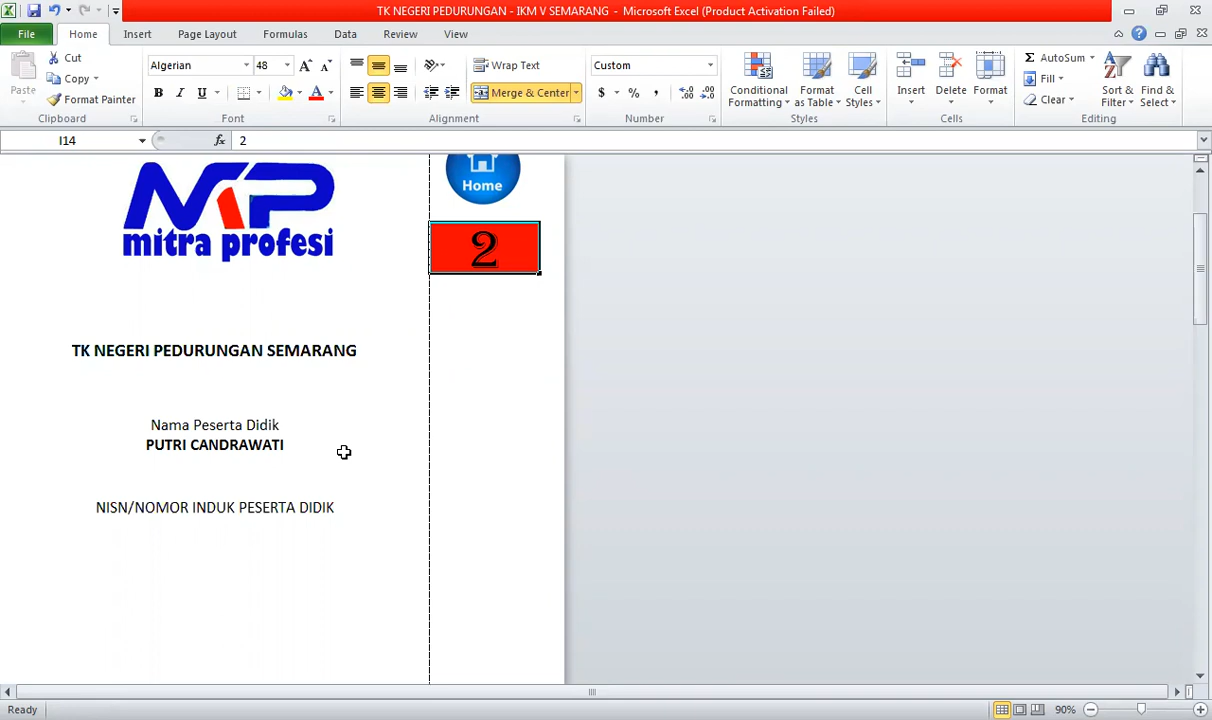 TK NEGERI PEDURUNGAN - IKM V SEMARANG - Microsoft Excel (Product Activation Failed)
File Home Insert Page Layout Formulas Data Review View
Paste
Cut
Copy
Format Painter
Clipboard
Algerian 48
B I U
Font
Wrap Text
Merge & Center
Alignment
Custom
$ % ,
Number
Conditional Formatting
Format as Table
Cell Styles
Styles
Insert Delete Format
Cells
AutoSum
Fill
Clear
Sort & Filter
Find & Select
Editing
I14 fx 2
MP
mitra profesi
Home
2
TK NEGERI PEDURUNGAN SEMARANG
Nama Peserta Didik
PUTRI CANDRAWATI
NISN/NOMOR INDUK PESERTA DIDIK
Ready 90%